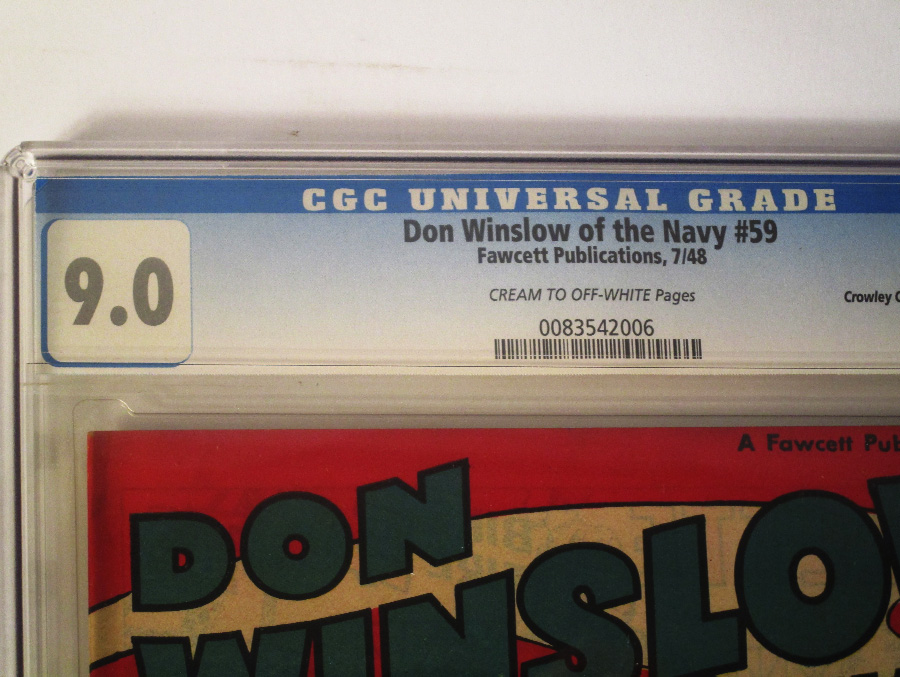 CGC UNIVERSAL GRADE
9.0
Don Winslow of the Navy #59
Fawcett Publications, 7/48
CREAM TO OFF-WHITE Pages
Crowley
0083542006
A Fawcett
DON
WINSLO